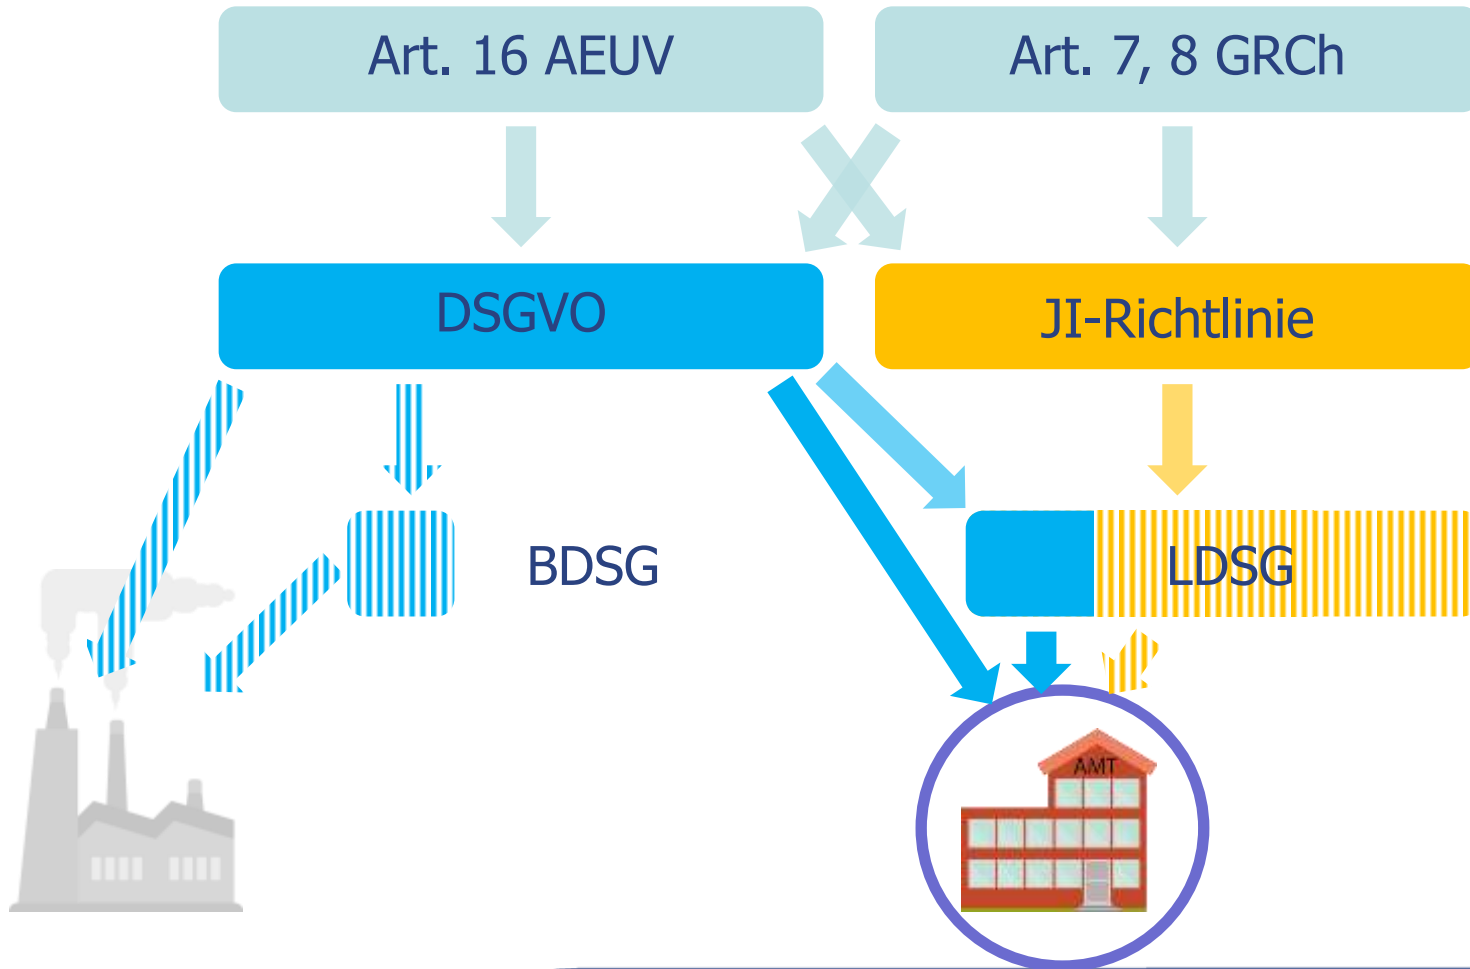 Art. 16 AEUV
Art. 7, 8 GRCh
DSGVO
JI-Richtlinie
BDSG
LDSG
AMT